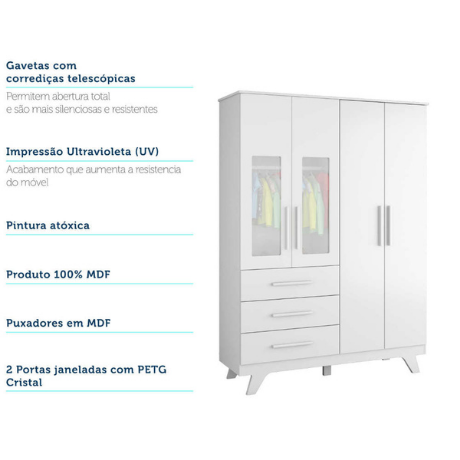 Gavetas com
corrediças telescópicas
Permitem abertura total
e são mais silenciosas e resistentes
Impressão Ultravioleta (UV)
Acabamento que aumenta a resistencia
do móvel
Pintura atóxica
Produto 100% MDF
Puxadores em MDF
2 Portas janeladas com PETG
Cristal